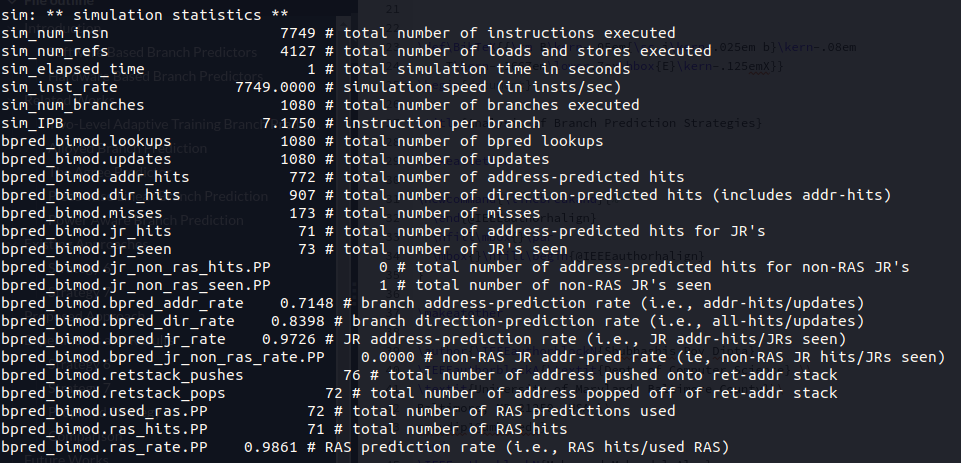 sim: ** simulation statistics **
sim_num_insn 7749 # total number of instructions executed
sim_num_refs 4127 # total number of loads and stores executed
sim_elapsed_time 1 # total simulation time in seconds
sim_inst_rate 7749.0000 # simulation speed (in insts/sec)
sim_num_branches 1080 # total number of branches executed
sim_IPB 7.1750 # instruction per branch
bpred_bimod.lookups 1080 # total number of bpred lookups
bpred_bimod.updates 1080 # total number of updates
bpred_bimod.addr_hits 772 # total number of address-predicted hits
bpred_bimod.dir_hits 907 # total number of direction-predicted hits (includes addr-hits)
bpred_bimod.misses 173 # total number of misses
bpred_bimod.jr_hits 71 # total number of address-predicted hits for JR's
bpred_bimod.jr_seen 73 # total number of JR's seen
bpred_bimod.jr_non_ras_hits.PP 0 # total number of address-predicted hits for non-RAS JR's
bpred_bimod.jr_non_ras_seen.PP 1 # total number of non-RAS JR's seen
bpred_bimod.bpred_addr_rate 0.7148 # branch address-prediction rate (i.e., addr-hits/updates)
bpred_bimod.bpred_dir_rate 0.8398 # branch direction-prediction rate (i.e., all-hits/updates)
bpred_bimod.bpred_jr_rate 0.9726 # JR address-prediction rate (i.e., JR addr-hits/JRs seen)
bpred_bimod.bpred_jr_non_ras_rate.PP 0.0000 # non-RAS JR addr-pred rate (ie, non-RAS JR hits/JRs seen)
bpred_bimod.retstack_pushes 76 # total number of address pushed onto ret-addr stack
bpred_bimod.retstack_pops 72 # total number of address popped off of ret-addr stack
bpred_bimod.used_ras.PP 72 # total number of RAS predictions used
bpred_bimod.ras_hits.PP 71 # total number of RAS hits
bpred_bimod.ras_rate.PP 0.9861 # RAS prediction rate (i.e., RAS hits/used RAS)